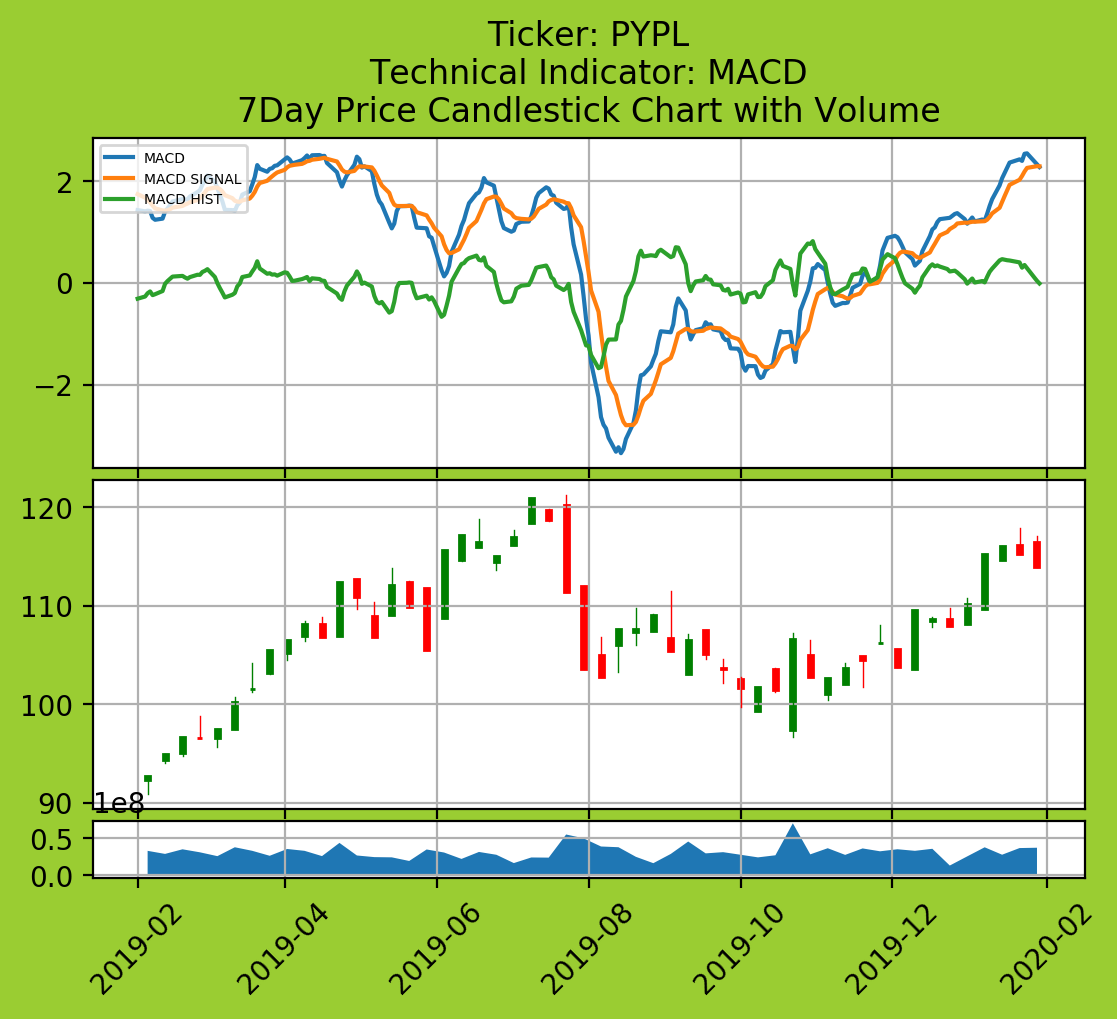 Ticker: PYPL
Technical Indicator: MACD
7Day Price Candlestick Chart with Volume
MACD
MACD SIGNAL
MACD HIST
2
0
−2
120
110
100
90
1e8
0.5
0.0
2019-02
2019-04
2019-06
2019-08
2019-10
2019-12
2020-02